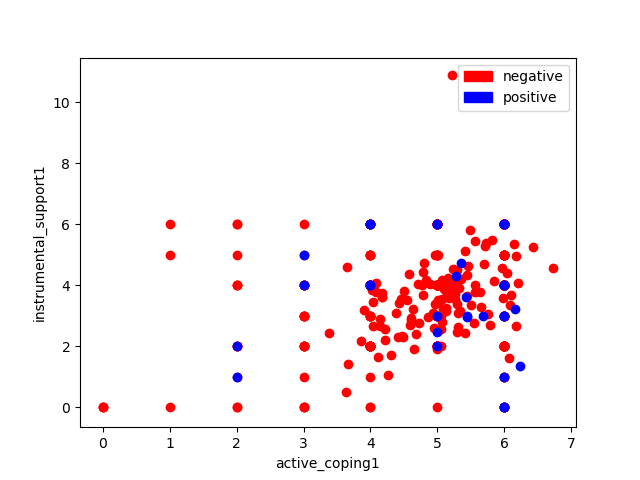 negative
positive
10
8
6
4
2
0
instrumental_support1
0 1 2 3 4 5 6 7
active_coping1